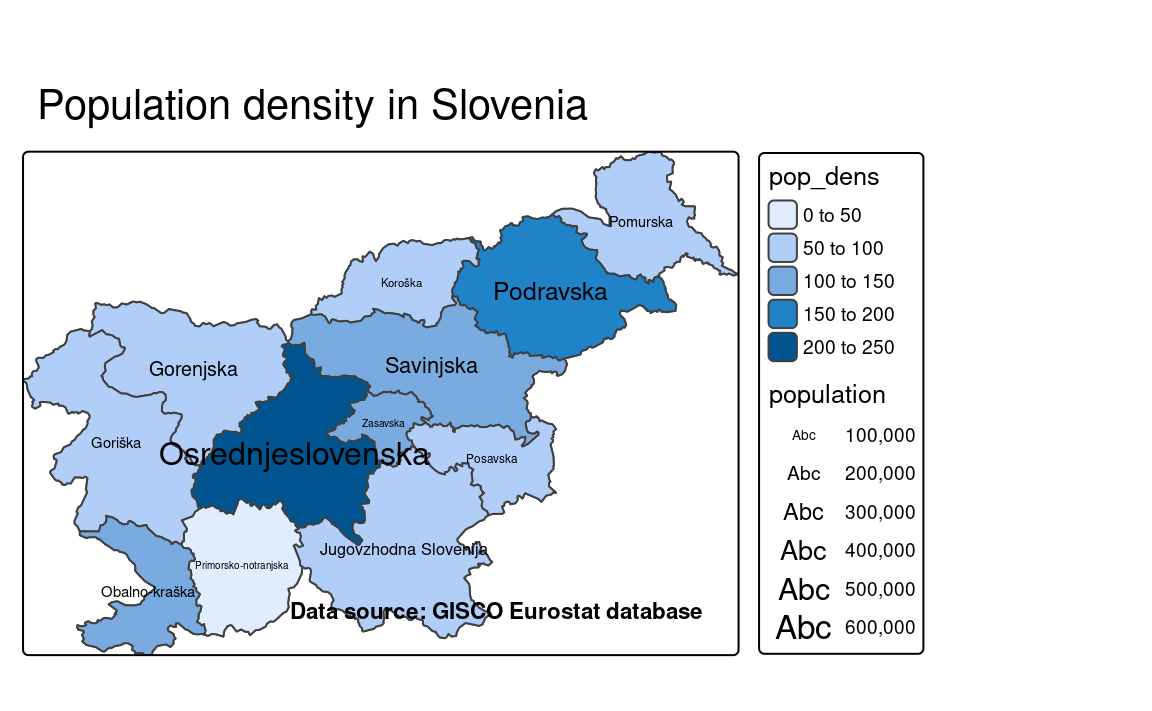 Population density in Slovenia
Pomurska
Koroška
Podravska
Gorenjska
Savinjska
Zasavska
Goriška
Osrednjeslovenska
Posavska
Jugovzhodna Slovenija
Primorsko-notranjska
Obalno-kraška
Data source: GISCO Eurostat database
pop_dens
0 to 50
50 to 100
100 to 150
150 to 200
200 to 250
population
Abc 100,000
Abc 200,000
Abc 300,000
Abc 400,000
Abc 500,000
Abc 600,000